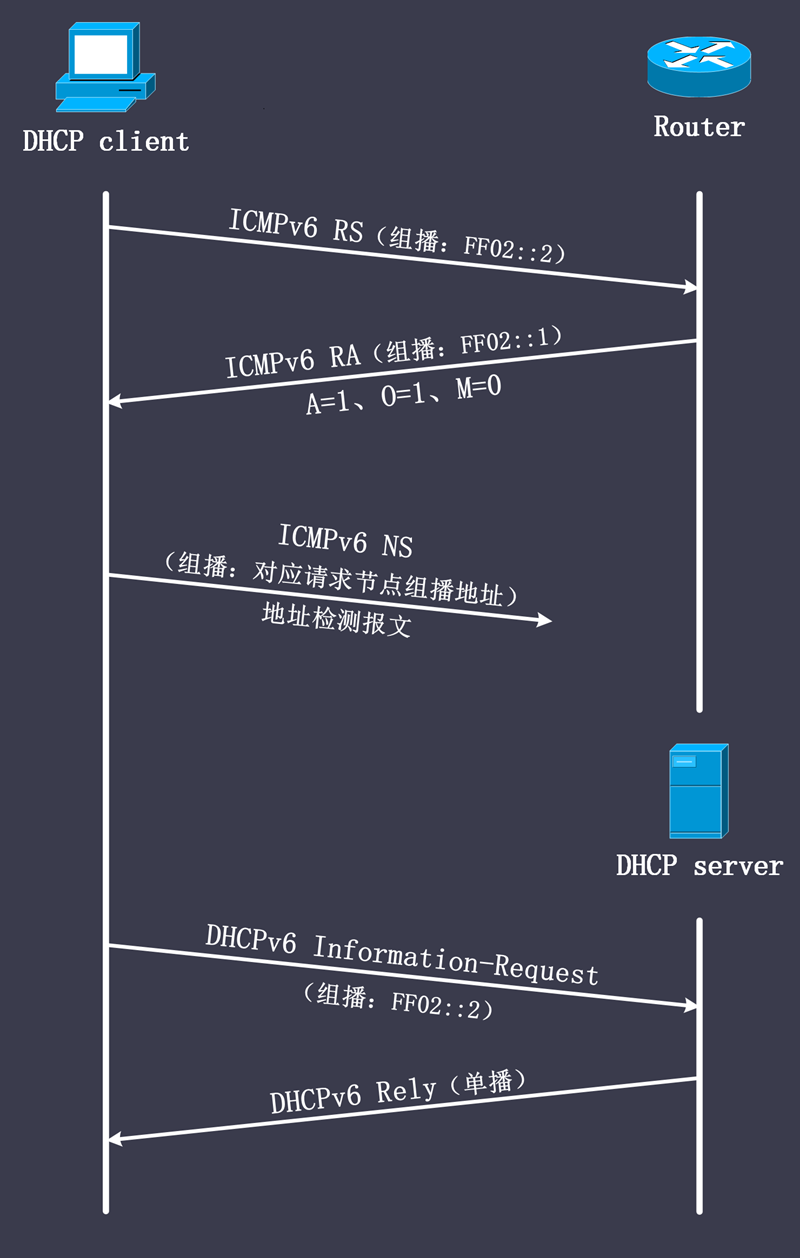 DHCP client
Router
ICMPv6 RS（组播：FF02::2）
ICMPv6 RA（组播：FF02::1）
A=1、O=1、M=0
ICMPv6 NS
（组播：对应请求节点组播地址）
地址检测报文
DHCP server
DHCPv6 Information-Request
（组播：FF02::2）
DHCPv6 Rely（单播）